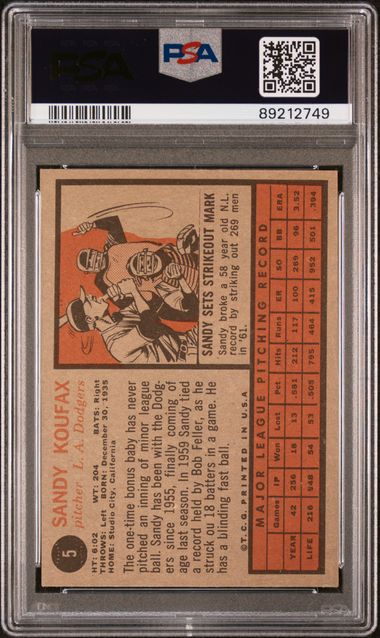 PSA
PSA
89212749
5
SANDY KOUFAX
pitcher L. A. Dodgers
HT: 6:02 WT: 204 BATS: Right
THROWS: Left BORN: December 30, 1935
HOME: Studio City, California
The one-time bonus baby has never
pitched an inning of minor league
ball. Sandy has been with the Dodg-
ers since 1955, finally coming of
age last season. In 1959 Sandy tied
a record held by Bob Feller, as he
struck ou 18 batters in a game. He
has a blinding fast ball.
SANDY SETS STRIKEOUT MARK
Sandy broke a 58 year old N.L.
record by striking out 269 men
in '61.
© T.C.G. PRINTED IN U.S.A.
MAJOR LEAGUE PITCHING RECORD
Games IP Won Lost Pct Hits Runs ER SO BB ERA
YEAR 42 256 18 13 .581 212 117 100 269 96 3.52
LIFE 216 948 54 53 .505 795 464 415 952 501 .394